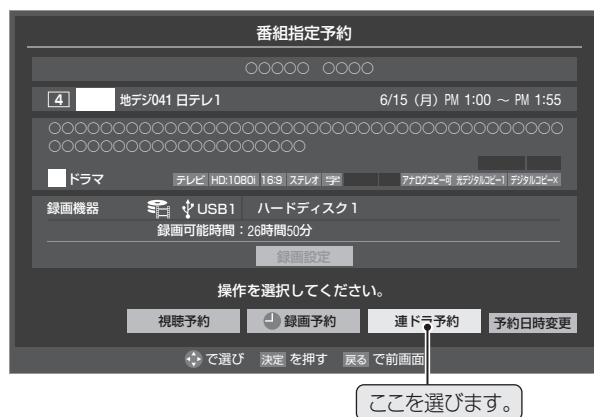 番組指定予約
○○○○○ ○○○○
4 地デジ041 日テレ1 6/15（月）PM 1:00 ～ PM 1:55
○○○○○○○○○○○○○○○○○○○○○○○○○○○○○○○○○○○○
○○○○○○○○○○○○○○○○○○
ドラマ テレビ HD:1080i 16:9 ステレオ 字 アナログコピー可 光デジタルコピー1 デジタルコピー×
録画機器 USB1 ハードディスク1
録画可能時間：26時間50分
録画設定
操作を選択してください。
視聴予約 録画予約 連ドラ予約 予約日時変更
で選び 決定 を押す 戻る で前画面
ここを選びます。